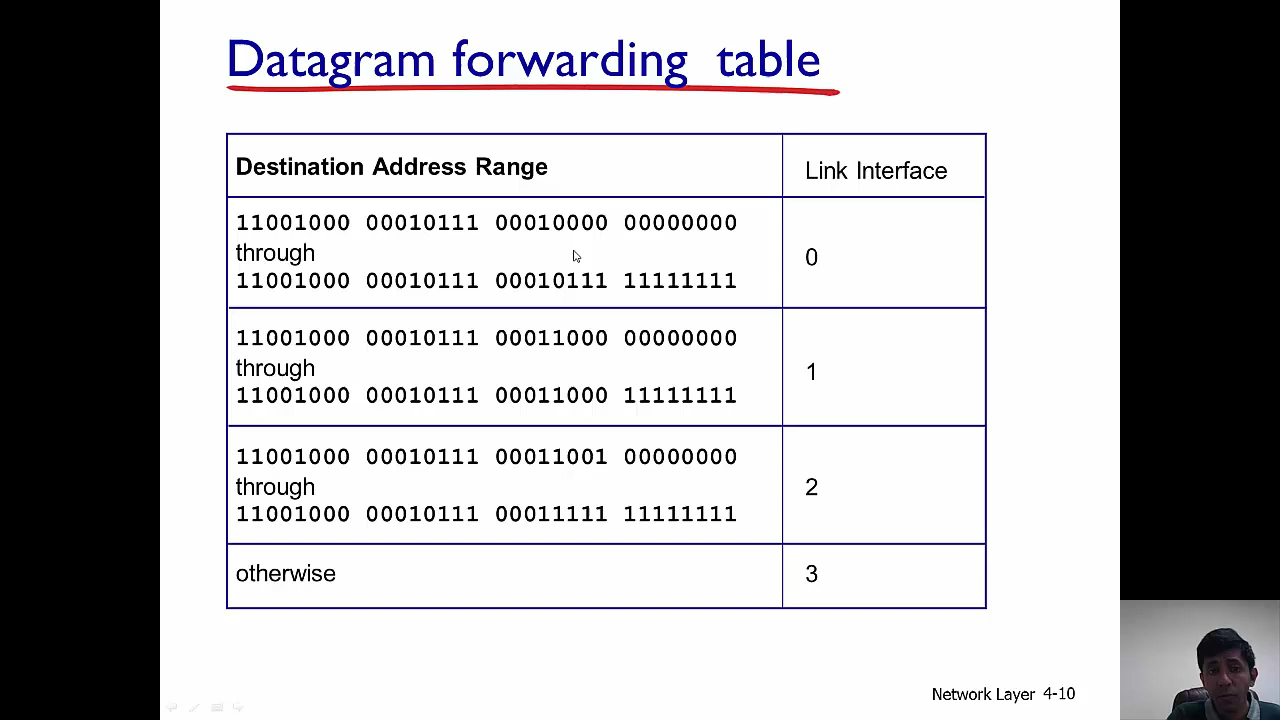 Datagram forwarding table
Destination Address Range
Link Interface
11001000 00010111 00010000 00000000
through
11001000 00010111 00010111 11111111
0
11001000 00010111 00011000 00000000
through
11001000 00010111 00011000 11111111
1
11001000 00010111 00011001 00000000
through
11001000 00010111 00011111 11111111
2
otherwise
3
Network Layer 4-10